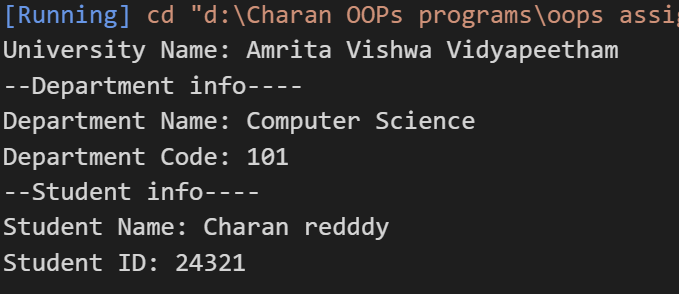 [Running] cd "d:\Charan OOPs programs\oops assig
University Name: Amrita Vishwa Vidyapeetham
--Department info----
Department Name: Computer Science
Department Code: 101
--Student info----
Student Name: Charan redddy
Student ID: 24321